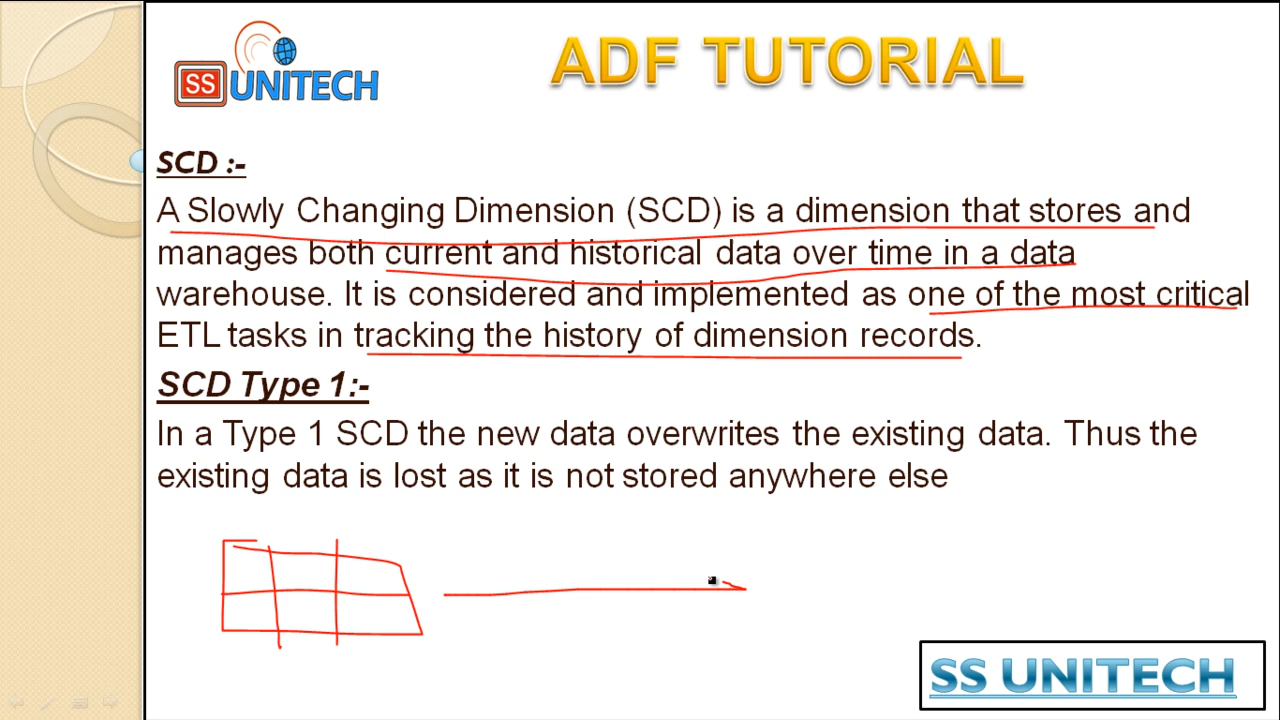 SS UNITECH
ADF TUTORIAL
SCD :-
A Slowly Changing Dimension (SCD) is a dimension that stores and
manages both current and historical data over time in a data
warehouse. It is considered and implemented as one of the most critical
ETL tasks in tracking the history of dimension records.
SCD Type 1:-
In a Type 1 SCD the new data overwrites the existing data. Thus the
existing data is lost as it is not stored anywhere else
SS UNITECH